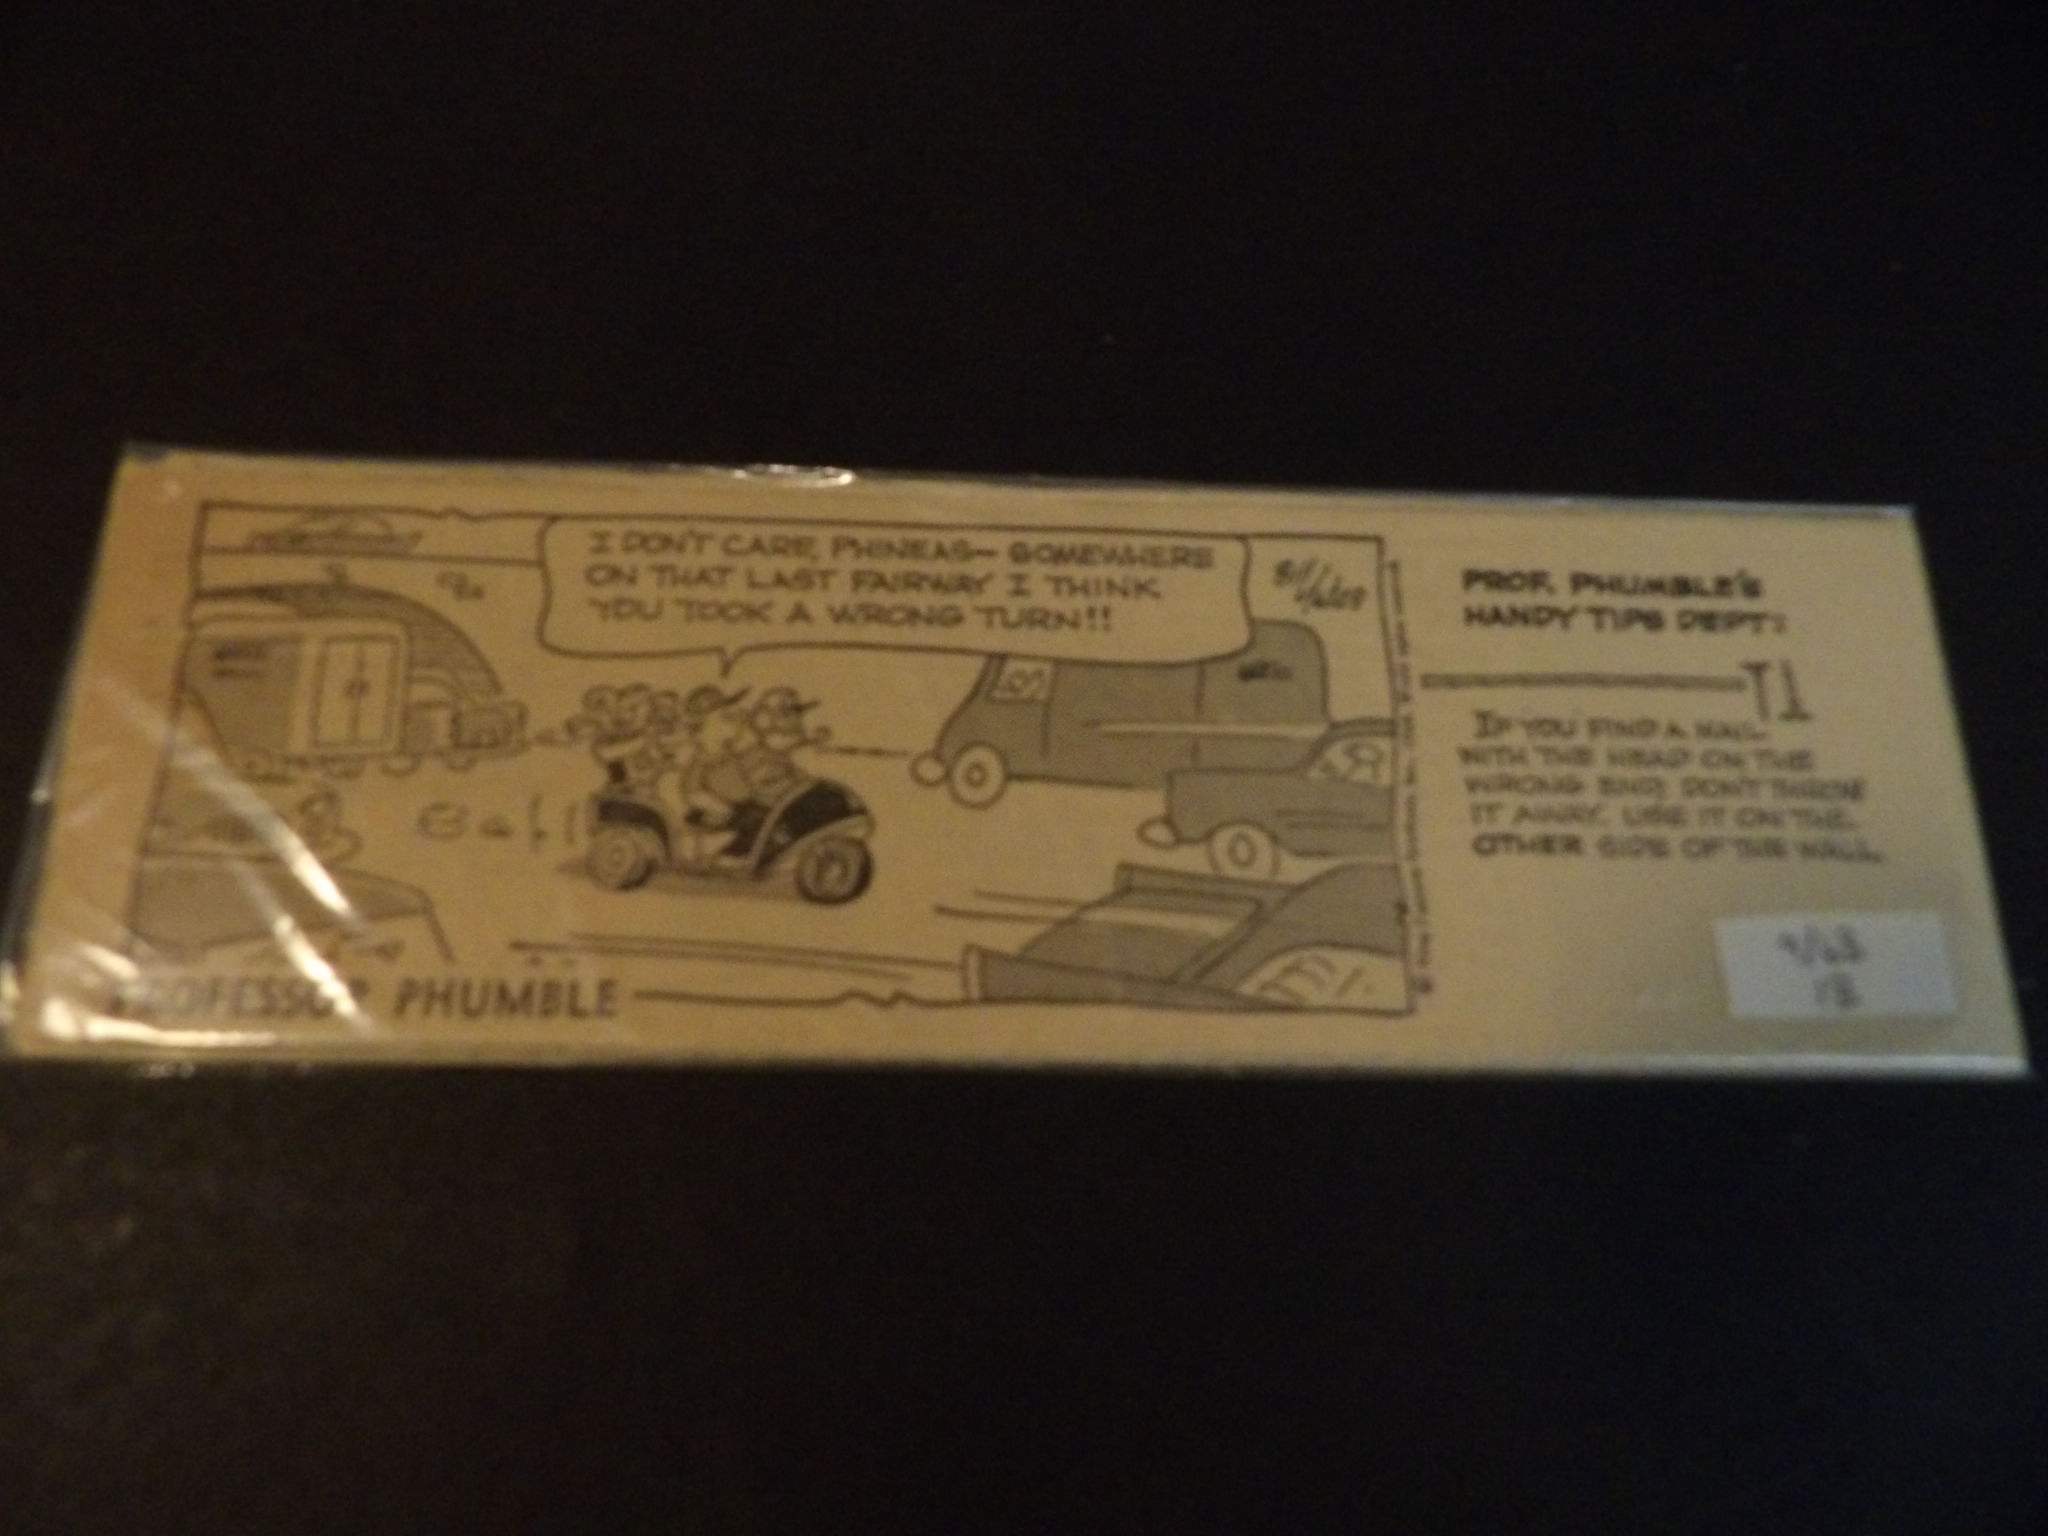 I DON'T CARE, PHINEAS— SOMEWHERE
ON THAT LAST FAIRWAY I THINK
YOU TOOK A WRONG TURN!!
PROFESSOR PHUMBLE
PROF. PHUMBLE'S
HANDY TIPS DEPT:
IF YOU FIND A NAIL
WITH THE HEAD ON THE
WRONG END, DON'T THROW
IT AWAY. USE IT ON THE
OTHER SIDE OF THE WALL.